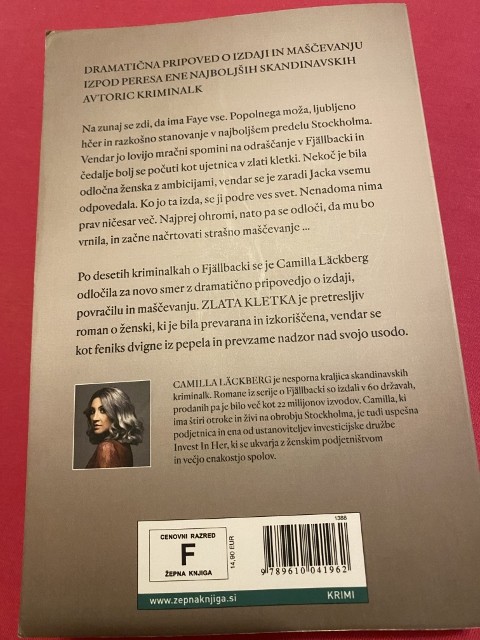 DRAMATIČNA PRIPOVED O IZDAJI IN MAŠČEVANJU
IZPOD PERESA ENE NAJBOLJŠIH SKANDINAVSKIH
AVTORIC KRIMINALK
Na zunaj se zdi, da ima Faye vse. Popolnega moža, ljubljeno
hčer in razkošno stanovanje v najboljšem predelu Stockholma.
Vendar jo lovijo mračni spomini na odraščanje v Fjällbacki in
čedalje bolj se počuti kot ujetnica v zlati kletki. Nekoč je bila
odločna ženska z ambicijami, vendar se je zaradi Jacka vsemu
odpovedala. Ko jo ta izda, se ji podre ves svet. Nenadoma nima
prav ničesar več. Najprej ohromi, nato pa se odloči, da mu bo
vrnila, in začne načrtovati strašno maščevanje ...
Po desetih kriminalkah o Fjällbacki se je Camilla Läckberg
odločila za novo smer z dramatično pripovedjo o izdaji,
povračilu in maščevanju. ZLATA KLETKA je pretresljiv
roman o ženski, ki je bila prevarana in izkoriščena, vendar se
kot feniks dvigne iz pepela in prevzame nadzor nad svojo usodo.
CAMILLA LÄCKBERG je nesporna kraljica skandinavskih
kriminalk. Romane iz serije o Fjällbacki so izdali v 60 državah,
prodanih pa je bilo več kot 22 milijonov izvodov. Camilla, ki
ima štiri otroke in živi na obrobju Stockholma, je tudi uspešna
podjetnica in ena od ustanoviteljev investicijske družbe
Invest In Her, ki se ukvarja z ženskim podjetništvom
in večjo enakostjo spolov.
CENOVNI RAZRED
F
ŽEPNA KNJIGA
14,90 EUR
1386
9 789610 041962
www.zepnaknjiga.si
KRIMI